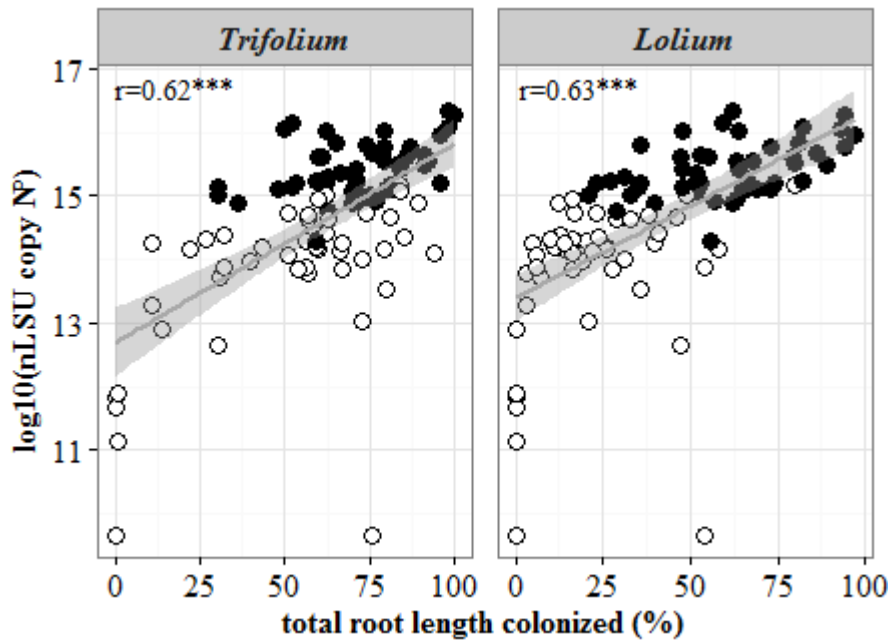 Trifolium
Lolium
r=0.62***
r=0.63***
17
15
13
11
log10(nLSU copy Nº)
0 25 50 75 100
0 25 50 75 100
total root length colonized (%)